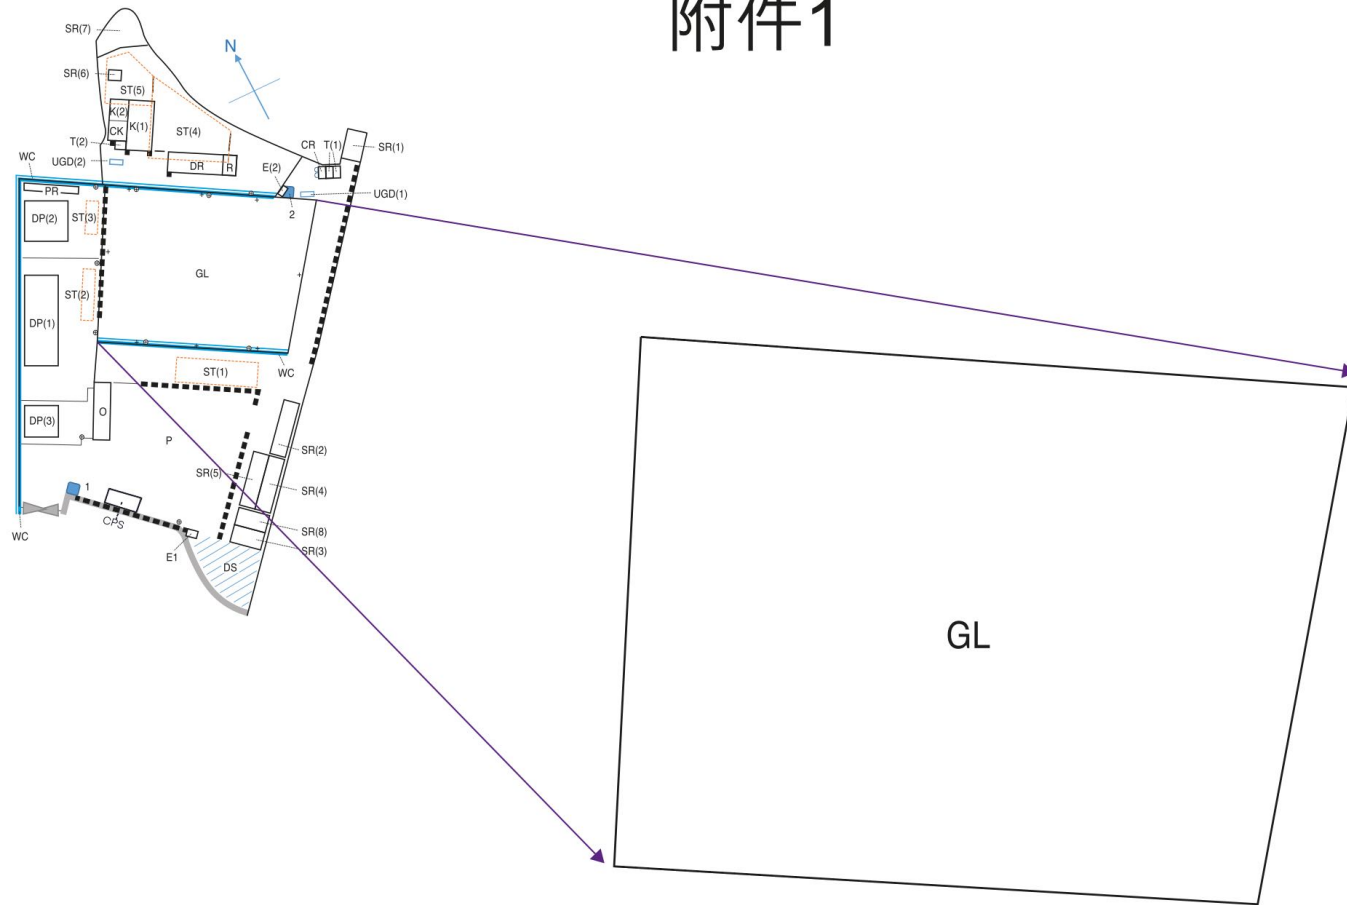 附件1
SR(7)
N
SR(6)
ST(5)
K(2)
K(1)
CK
ST(4)
T(2)
CR
T(1)
SR(1)
WC
UGD(2)
DR
R
E(2)
PR
UGD(1)
2
DP(2)
ST(3)
GL
ST(2)
DP(1)
ST(1)
WC
DP(3)
O
P
SR(2)
SR(5)
SR(4)
1
CPS
SR(8)
WC
E1
SR(3)
DS
GL